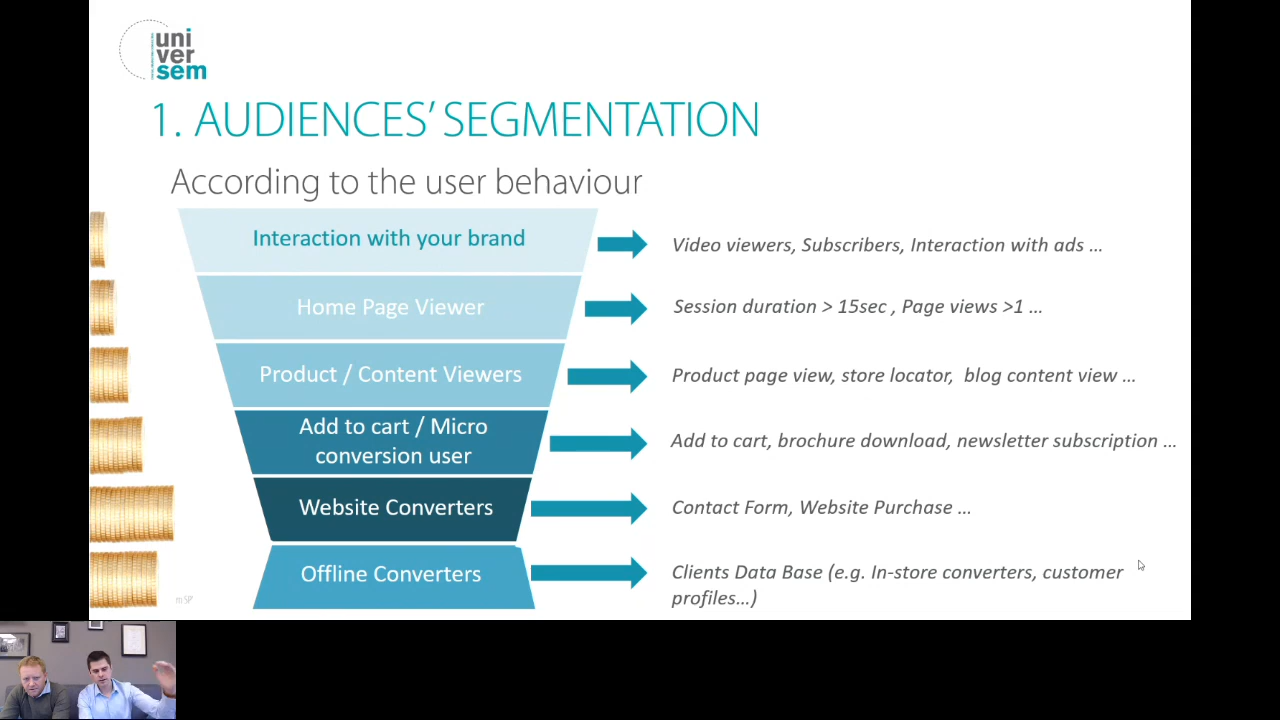 uni
ver
sem
1. AUDIENCES' SEGMENTATION
According to the user behaviour
Interaction with your brand
Video viewers, Subscribers, Interaction with ads ...
Home Page Viewer
Session duration > 15sec , Page views >1 ...
Product / Content Viewers
Product page view, store locator, blog content view ...
Add to cart / Micro
conversion user
Add to cart, brochure download, newsletter subscription ...
Website Converters
Contact Form, Website Purchase ...
Offline Converters
Clients Data Base (e.g. In-store converters, customer
profiles...)